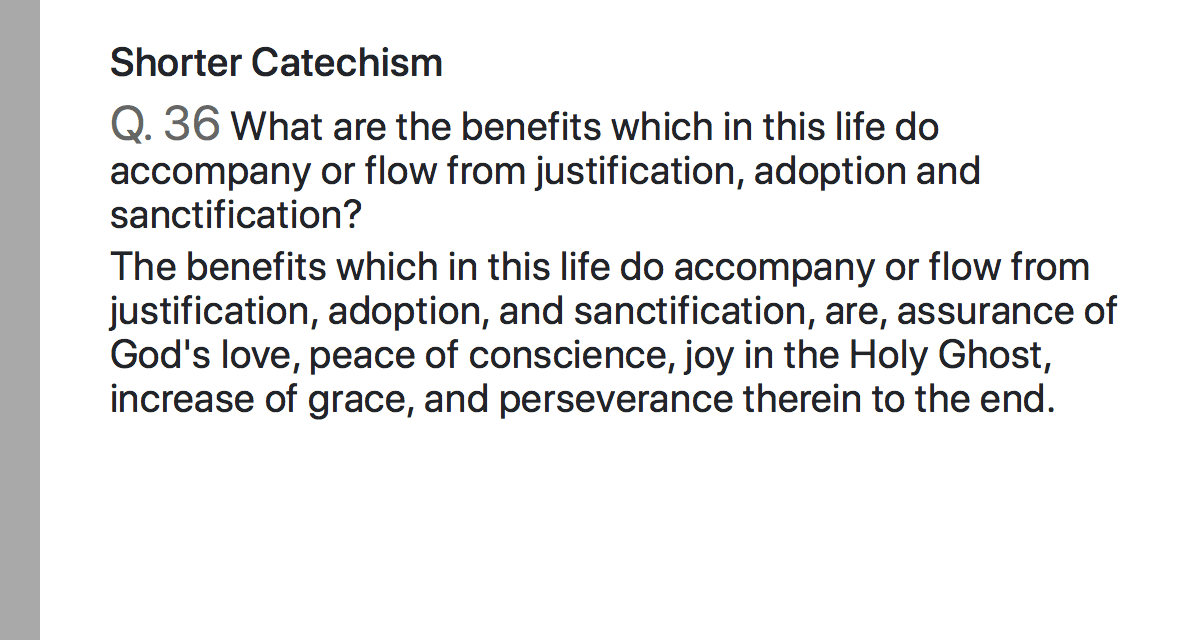 Shorter Catechism
Q. 36 What are the benefits which in this life do
accompany or flow from justification, adoption and
sanctification?
The benefits which in this life do accompany or flow from
justification, adoption, and sanctification, are, assurance of
God's love, peace of conscience, joy in the Holy Ghost,
increase of grace, and perseverance therein to the end.